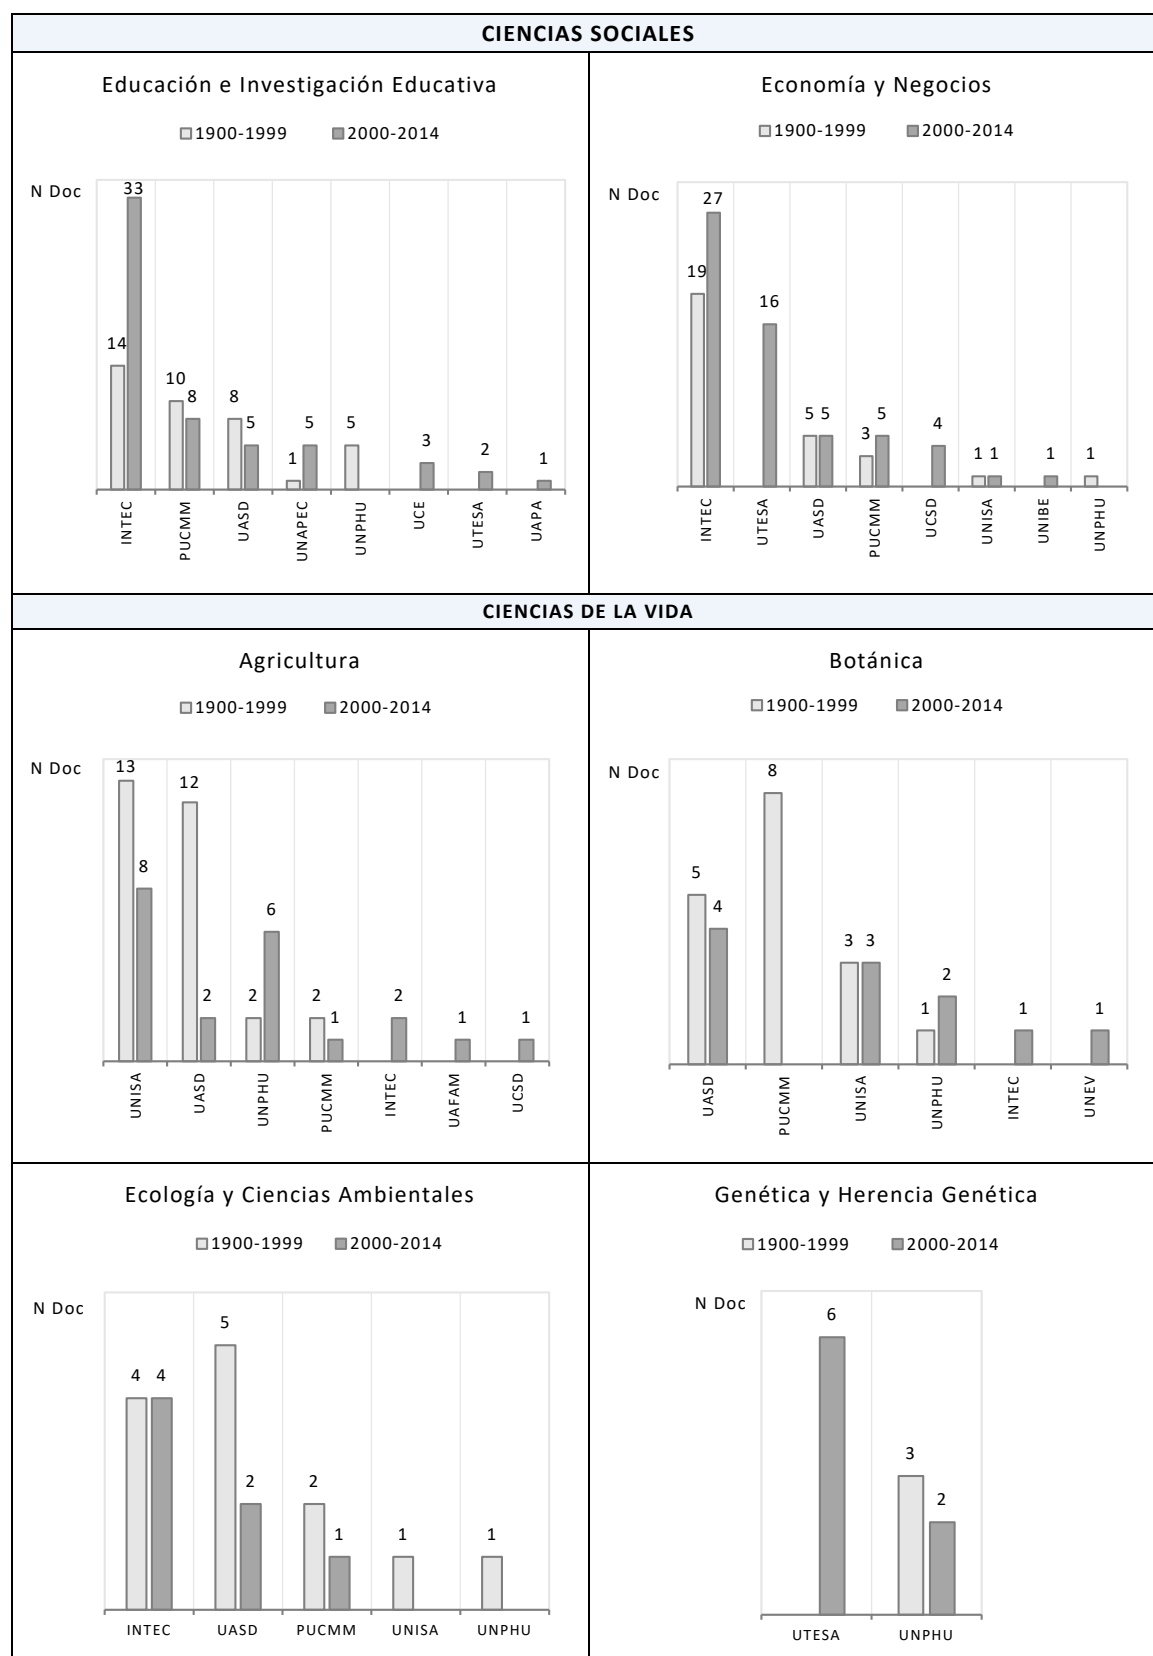 CIENCIAS SOCIALES
Educación e Investigación Educativa
1900-1999 2000-2014
N Doc
33
14
10
8
8
5
1
5
5
3
2
1
INTEC
PUCMM
UASD
UNAPEC
UNPHU
UCE
UTESA
UAPA
Economía y Negocios
1900-1999 2000-2014
N Doc
19
27
16
5 5
3
5
4
1 1
1
1
INTEC
UTESA
UASD
PUCMM
UCSD
UNISA
UNIBE
UNPHU
CIENCIAS DE LA VIDA
Agricultura
1900-1999 2000-2014
N Doc
13
8
12
2
2
6
2
1
2
1
1
UNISA
UASD
UNPHU
PUCMM
INTEC
UAFAM
UCSD
Botánica
1900-1999 2000-2014
N Doc
5
4
8
3 3
1
2
1
1
UASD
PUCMM
UNISA
UNPHU
INTEC
UNEV
Ecología y Ciencias Ambientales
1900-1999 2000-2014
N Doc
4 4
5
2
2
1
1
1
INTEC UASD PUCMM UNISA UNPHU
Genética y Herencia Genética
1900-1999 2000-2014
N Doc
6
3
2
UTESA UNPHU